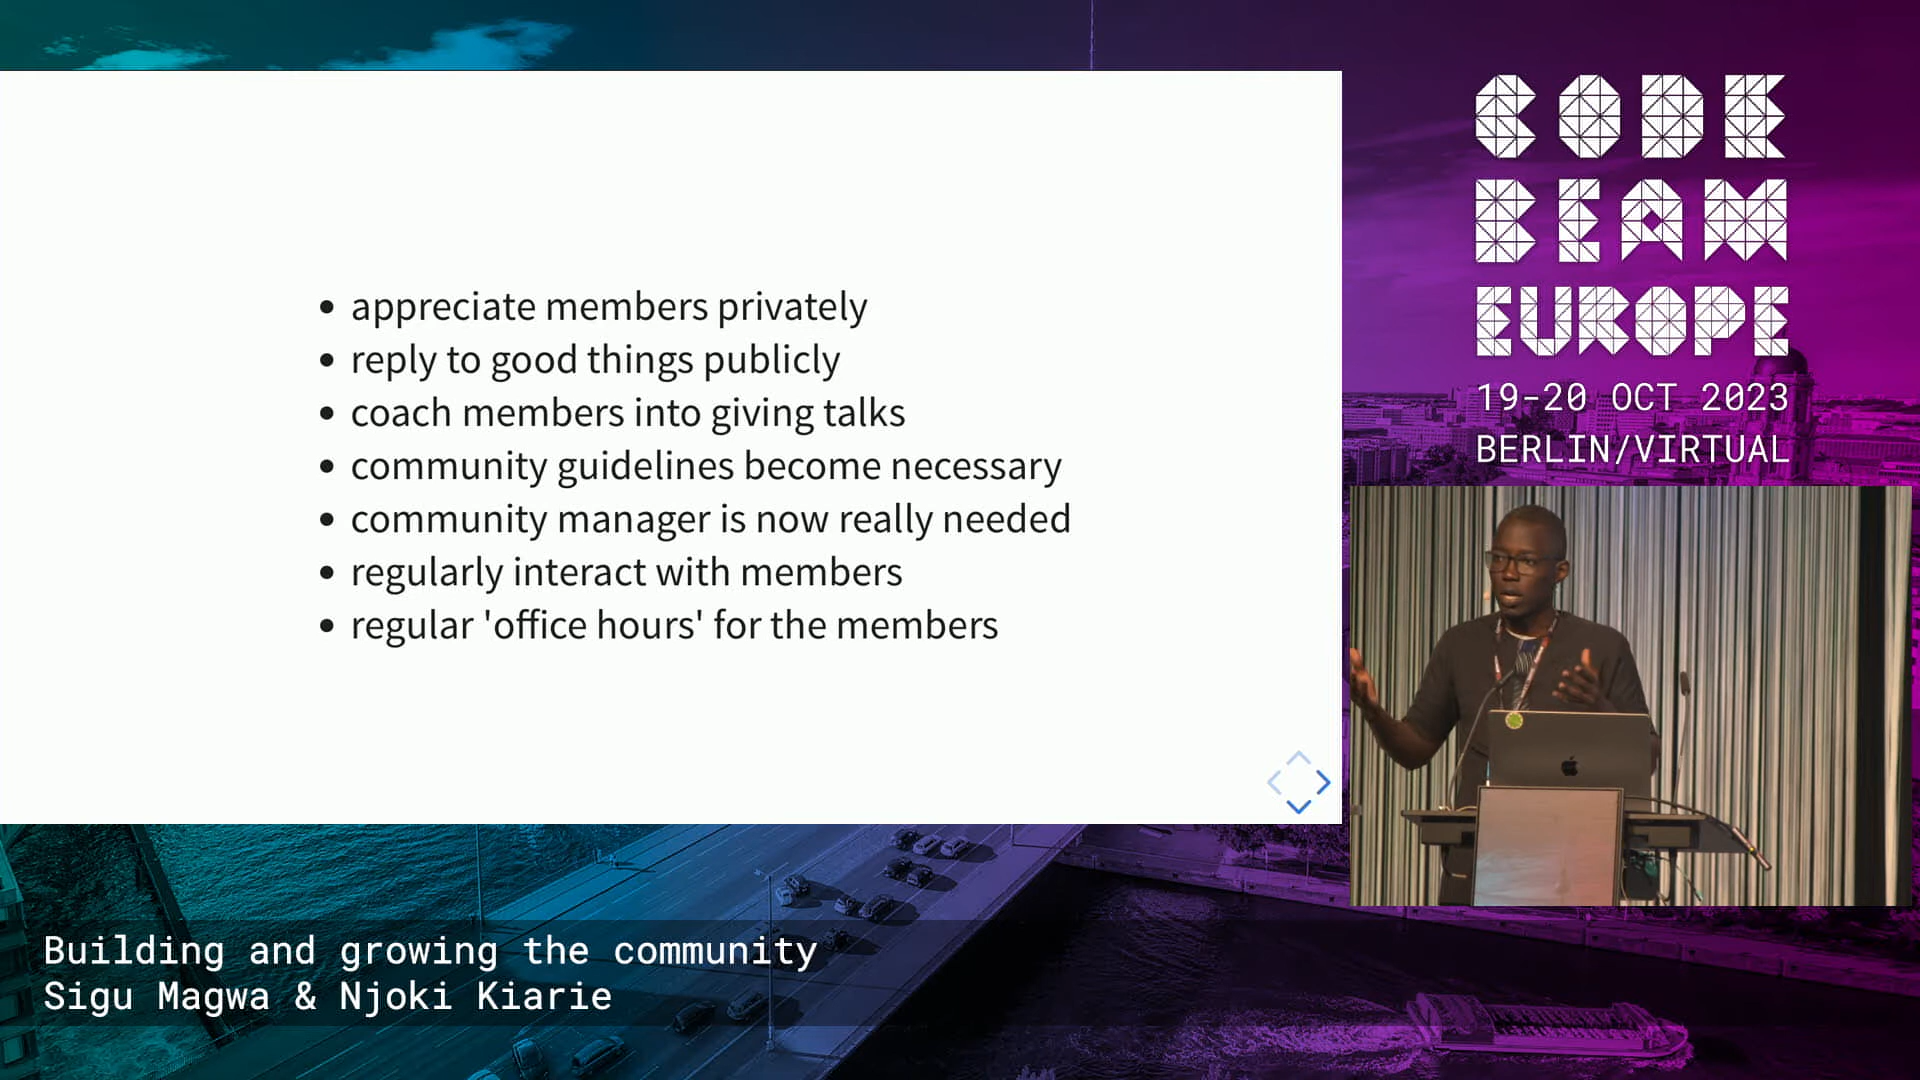 appreciate members privately
reply to good things publicly
coach members into giving talks
community guidelines become necessary
community manager is now really needed
regularly interact with members
regular 'office hours' for the members
CODE
BEAM
EUROPE
19-20 OCT 2023
BERLIN/VIRTUAL
Building and growing the community
Sigu Magwa & Njoki Kiarie